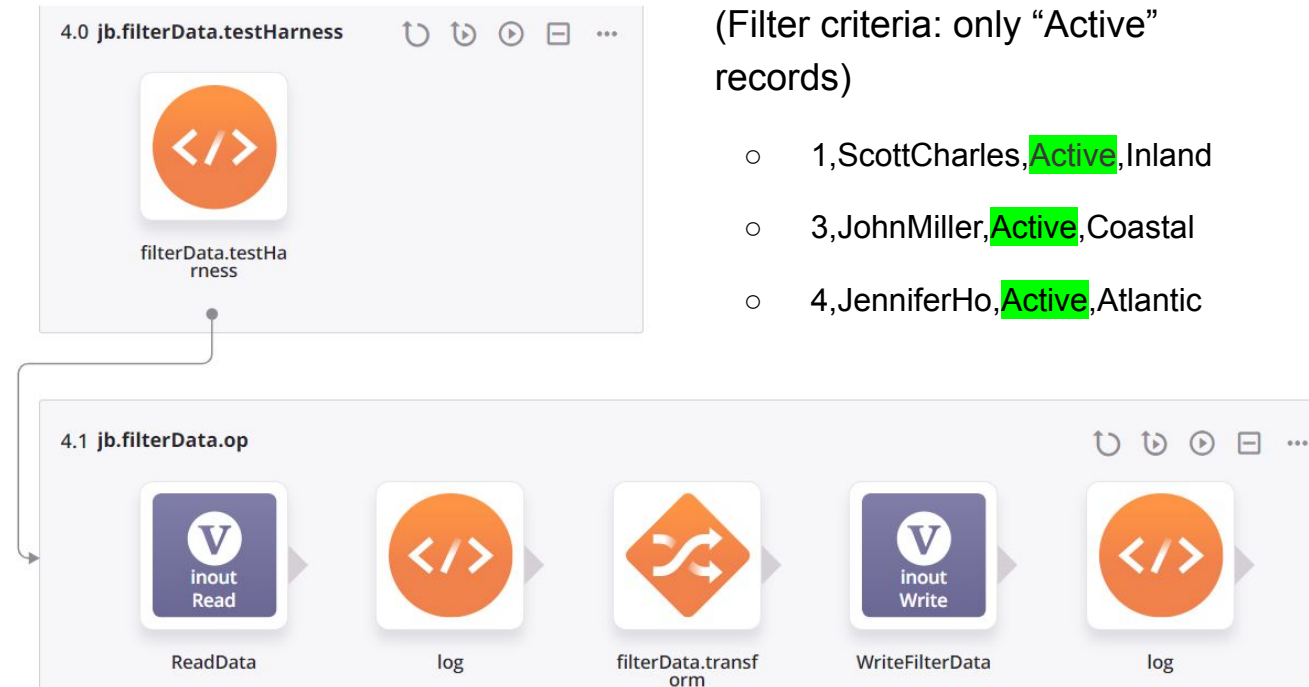 4.0 jb.filterData.testHarness
filterData.testHa
rness
(Filter criteria: only “Active”
records)
○ 1,ScottCharles,Active,Inland
○ 3,JohnMiller,Active,Coastal
○ 4,JenniferHo,Active,Atlantic
4.1 jb.filterData.op
V
inout
Read
ReadData
log
filterData.transf
orm
V
inout
Write
WriteFilterData
log